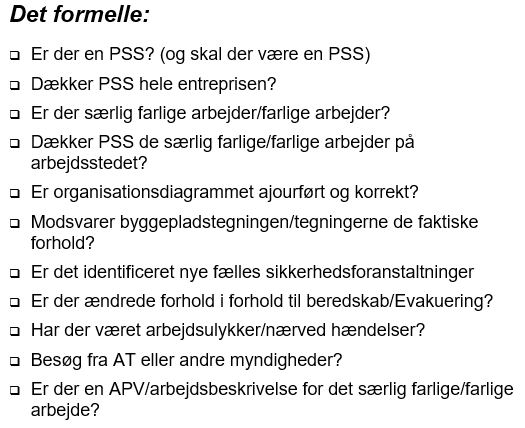 Det formelle:
Er der en PSS? (og skal der være en PSS)
Dækker PSS hele entreprisen?
Er der særlig farlige arbejder/farlige arbejder?
Dækker PSS de særlig farlige/farlige arbejder på
arbejdsstedet?
Er organisationsdiagrammet ajourført og korrekt?
Modsvarer byggepladstegningen/tegningerne de faktiske
forhold?
Er det identificeret nye fælles sikkerhedsforanstaltninger
Er der ændrede forhold i forhold til beredskab/Evakuering?
Har der været arbejdsulykker/nærved hændelser?
Besøg fra AT eller andre myndigheder?
Er der en APV/arbejdsbeskrivelse for det særlig farlige/farlige
arbejde?